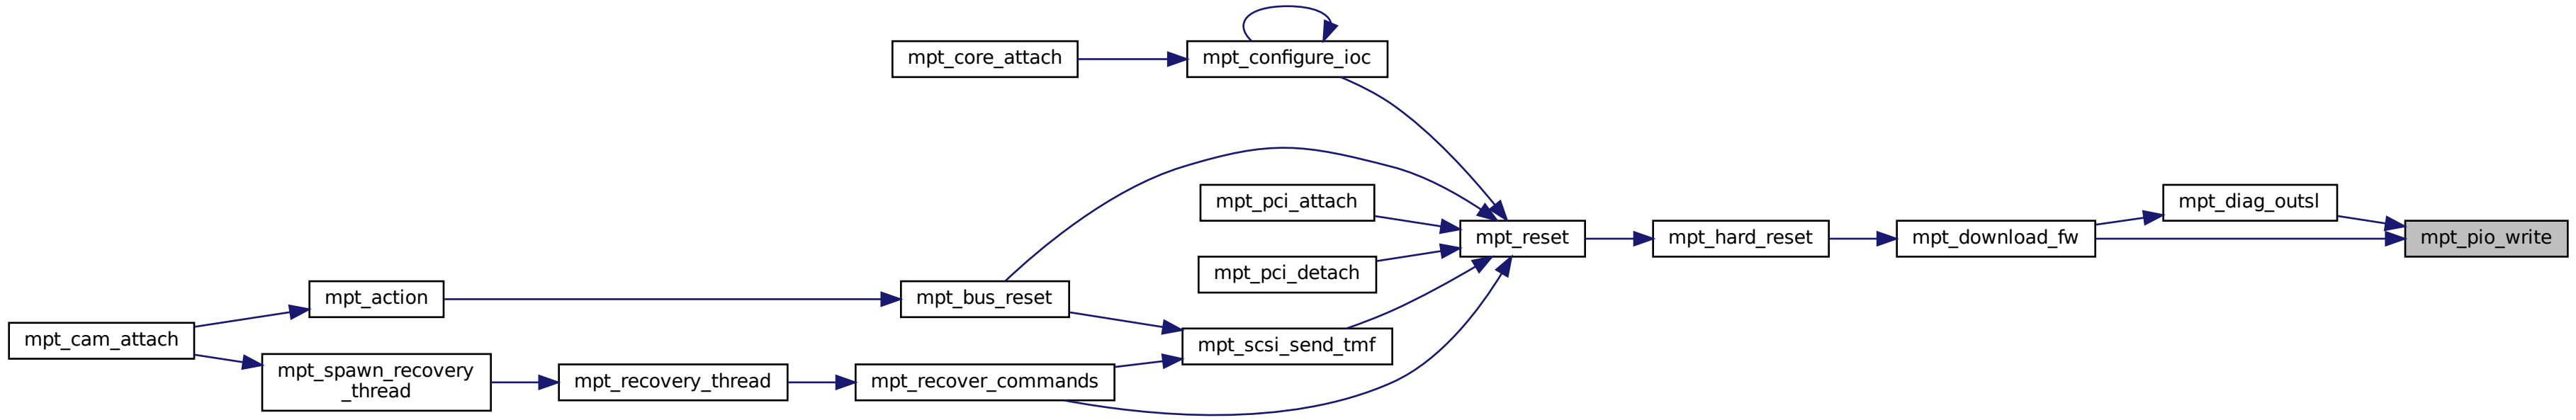 mpt_core_attach
mpt_configure_ioc
mpt_pci_attach
mpt_diag_outsl
mpt_reset
mpt_hard_reset
mpt_download_fw
mpt_pio_write
mpt_pci_detach
mpt_action
mpt_bus_reset
mpt_cam_attach
mpt_scsi_send_tmf
mpt_spawn_recovery
_thread
mpt_recovery_thread
mpt_recover_commands